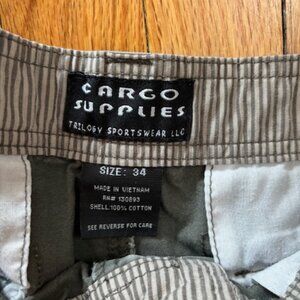 CARGO
SUPPLIES
TRILOGY SPORTSWEAR LLC
SIZE: 34
MADE IN VIETNAM
RN# 130893
SHELL:100% COTTON
SEE REVERSE FOR CARE